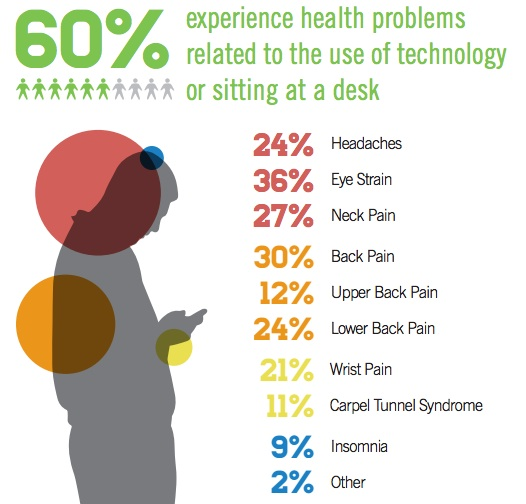 60% experience health problems
related to the use of technology
or sitting at a desk
24% Headaches
36% Eye Strain
27% Neck Pain
30% Back Pain
12% Upper Back Pain
24% Lower Back Pain
21% Wrist Pain
11% Carpel Tunnel Syndrome
9% Insomnia
2% Other